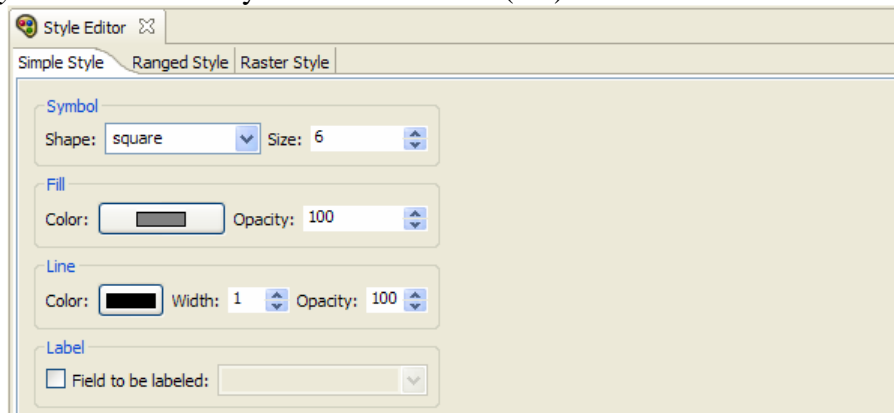 Style Editor
Simple Style Ranged Style Raster Style
Symbol
Shape: square Size: 6
Fill
Color: Opacity: 100
Line
Color: Width: 1 Opacity: 100
Label
Field to be labeled: